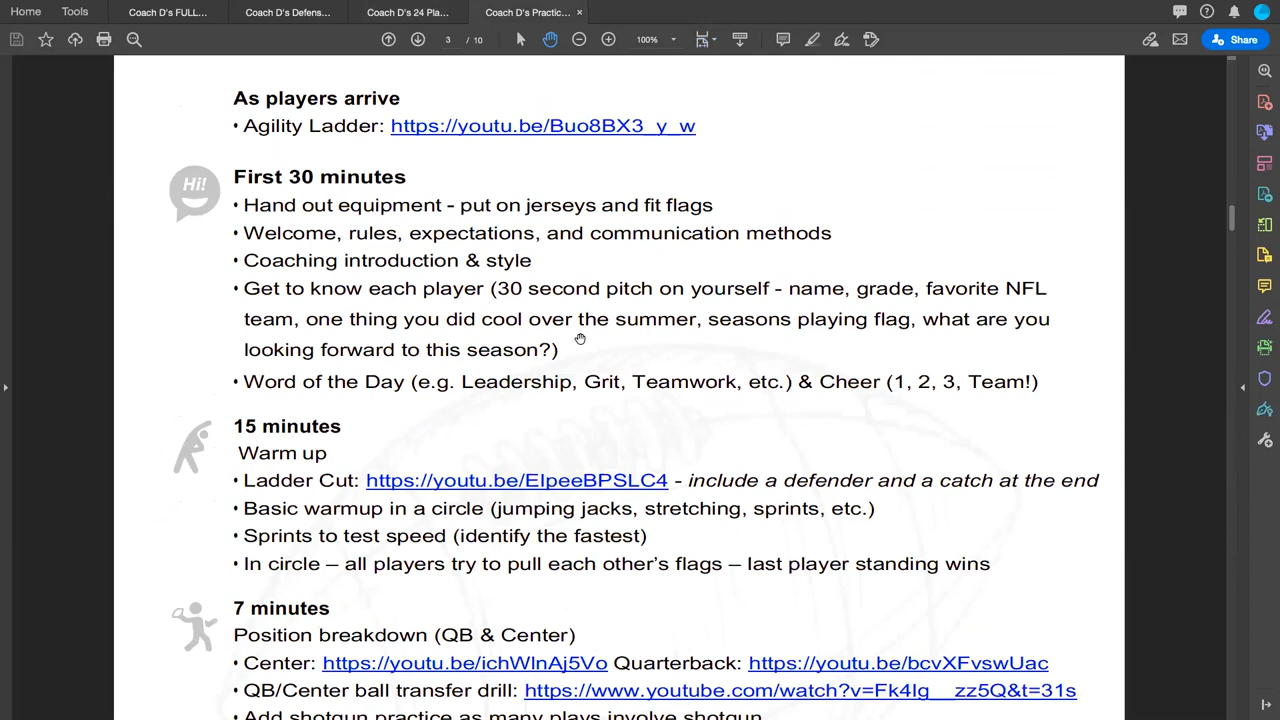 Home Tools Coach D's FULL... Coach D's Defens... Coach D's 24 Pla... Coach D's Practic... ×
3 / 10 100% Share
As players arrive
• Agility Ladder: https://youtu.be/Buo8BX3_y_w
Hi!
First 30 minutes
• Hand out equipment - put on jerseys and fit flags
• Welcome, rules, expectations, and communication methods
• Coaching introduction & style
• Get to know each player (30 second pitch on yourself - name, grade, favorite NFL
team, one thing you did cool over the summer, seasons playing flag, what are you
looking forward to this season?)
• Word of the Day (e.g. Leadership, Grit, Teamwork, etc.) & Cheer (1, 2, 3, Team!)
15 minutes
Warm up
• Ladder Cut: https://youtu.be/ElpeeBPSLC4 - include a defender and a catch at the end
• Basic warmup in a circle (jumping jacks, stretching, sprints, etc.)
• Sprints to test speed (identify the fastest)
• In circle – all players try to pull each other's flags – last player standing wins
7 minutes
Position breakdown (QB & Center)
• Center: https://youtu.be/ichWlnAj5Vo Quarterback: https://youtu.be/bcvXFvswUac
• QB/Center ball transfer drill: https://www.youtube.com/watch?v=Fk4lg__zz5Q&t=31s
• Add shotgun practice as many plays involve shotgun